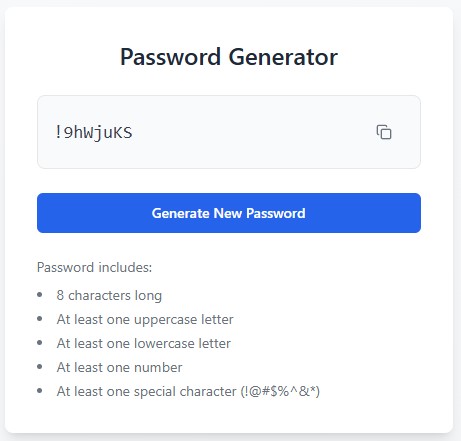 Password Generator
!9hWjuKS
Generate New Password
Password includes:
• 8 characters long
• At least one uppercase letter
• At least one lowercase letter
• At least one number
• At least one special character (!@#$%^&*)